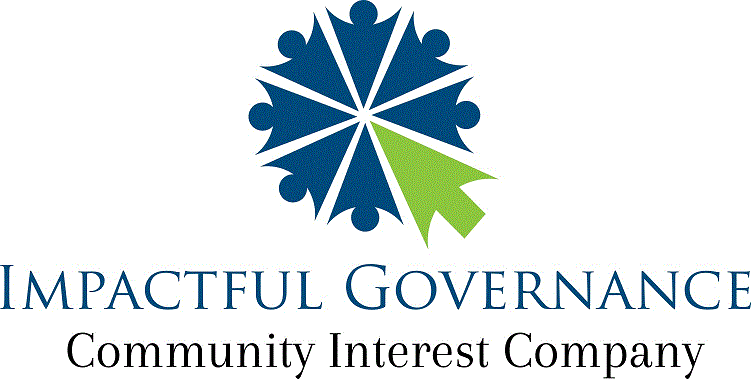 Impactful Governance
Community Interest Company